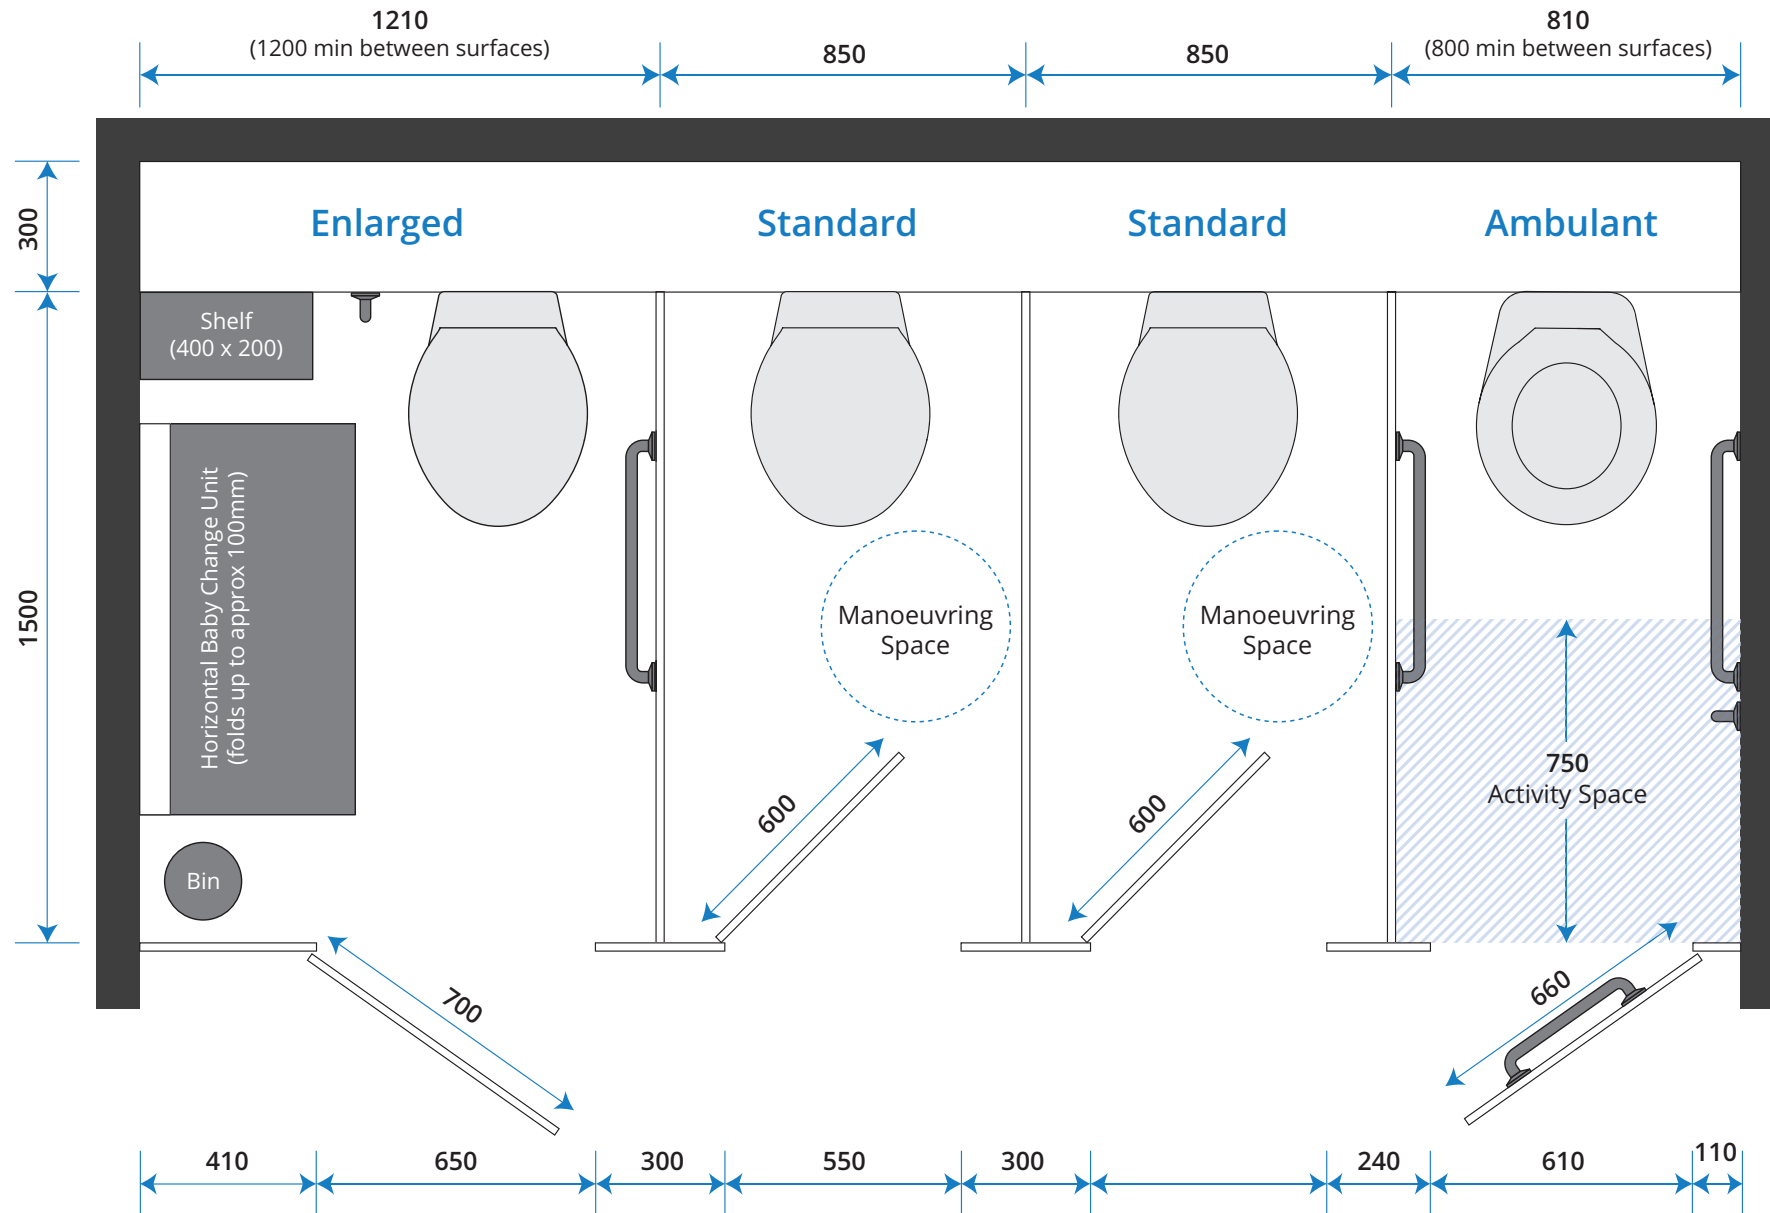 1210
(1200 min between surfaces)
850
850
810
(800 min between surfaces)
300
Enlarged
Standard
Standard
Ambulant
1500
Shelf
(400 x 200)
Horizontal Baby Change Unit
(folds up to approx 100mm)
Bin
Manoeuvring
Space
Manoeuvring
Space
600
600
750
Activity Space
700
660
410
650
300
550
300
240
610
110